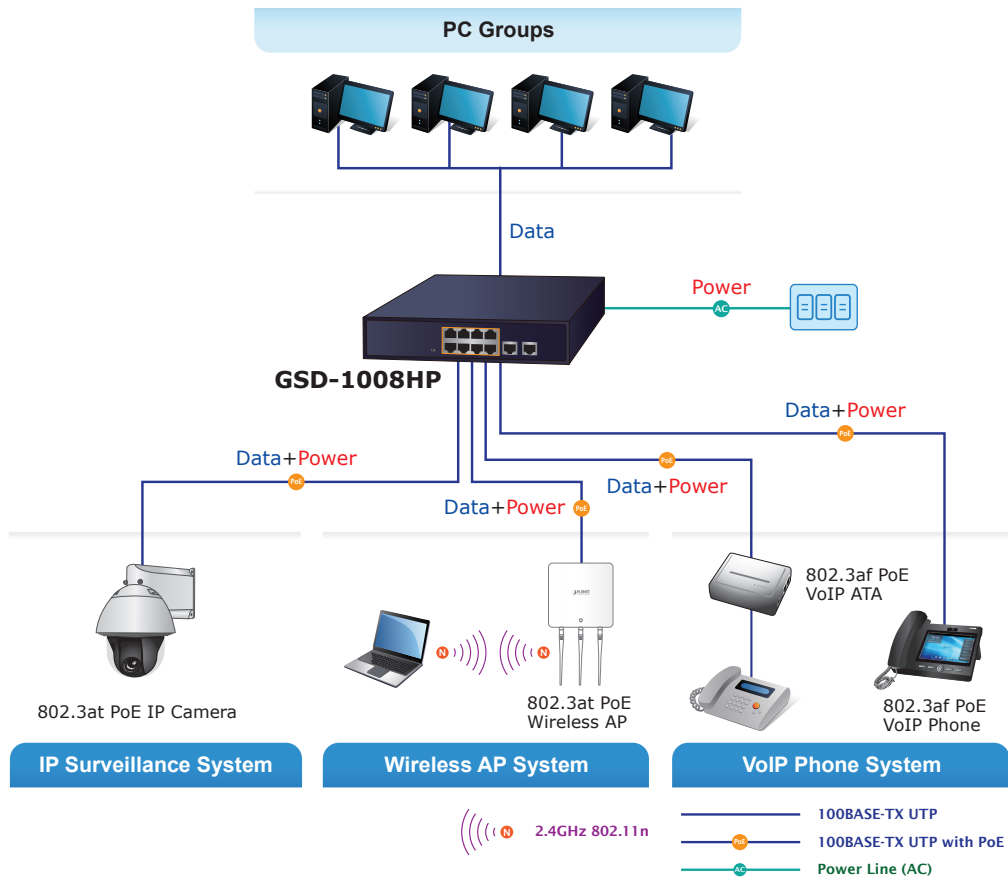 PC Groups
Data
Power
AC
GSD-1008HP
Data+Power
PoE
Data+Power
PoE
Data+Power
PoE
Data+Power
PoE
802.3af PoE
VoIP ATA
PLANET
N
N
802.3at PoE IP Camera
802.3at PoE
Wireless AP
802.3af PoE
VoIP Phone
IP Surveillance System
Wireless AP System
VoIP Phone System
N 2.4GHz 802.11n
100BASE-TX UTP
PoE 100BASE-TX UTP with PoE
AC Power Line (AC)